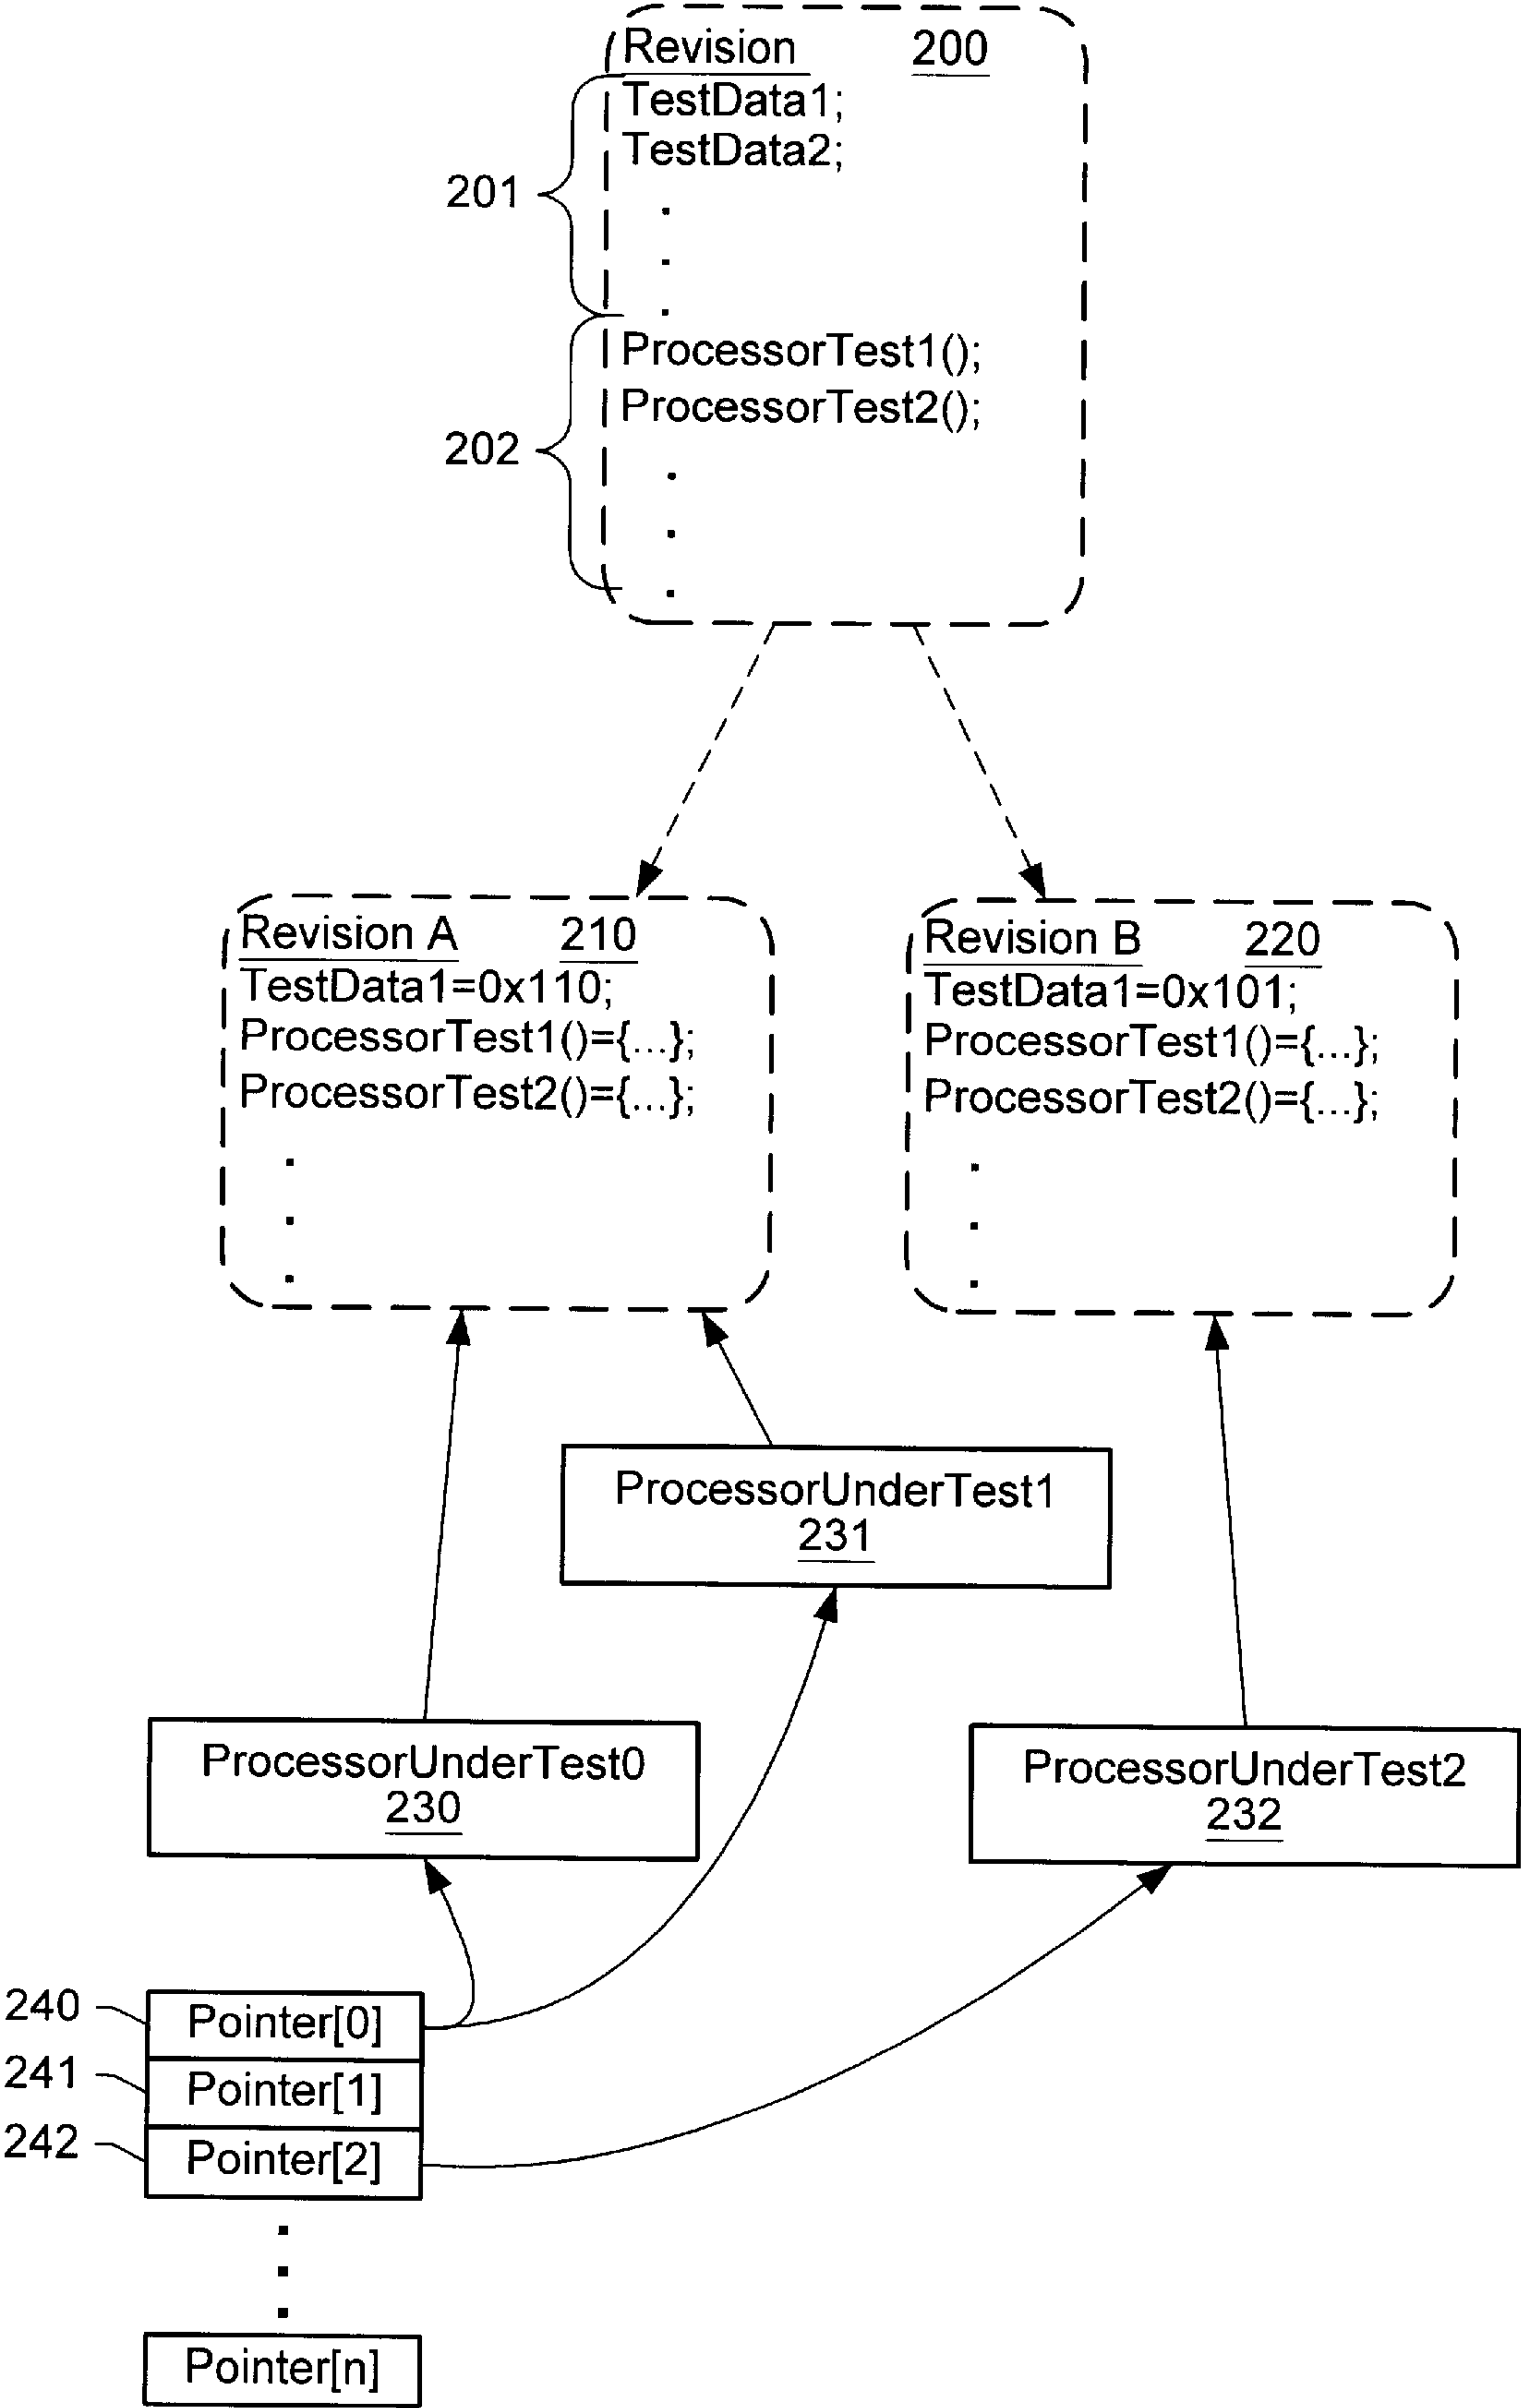 Revision 200
TestData1;
TestData2;
201
.
.
.
ProcessorTest1();
ProcessorTest2();
202
.
.
.
Revision A 210
TestData1=0x110;
ProcessorTest1()={...};
ProcessorTest2()={...};
.
.
.
Revision B 220
TestData1=0x101;
ProcessorTest1()={...};
ProcessorTest2()={...};
.
.
.
ProcessorUnderTest1
231
ProcessorUnderTest0
230
ProcessorUnderTest2
232
240 Pointer[0]
241 Pointer[1]
242 Pointer[2]
.
.
.
Pointer[n]